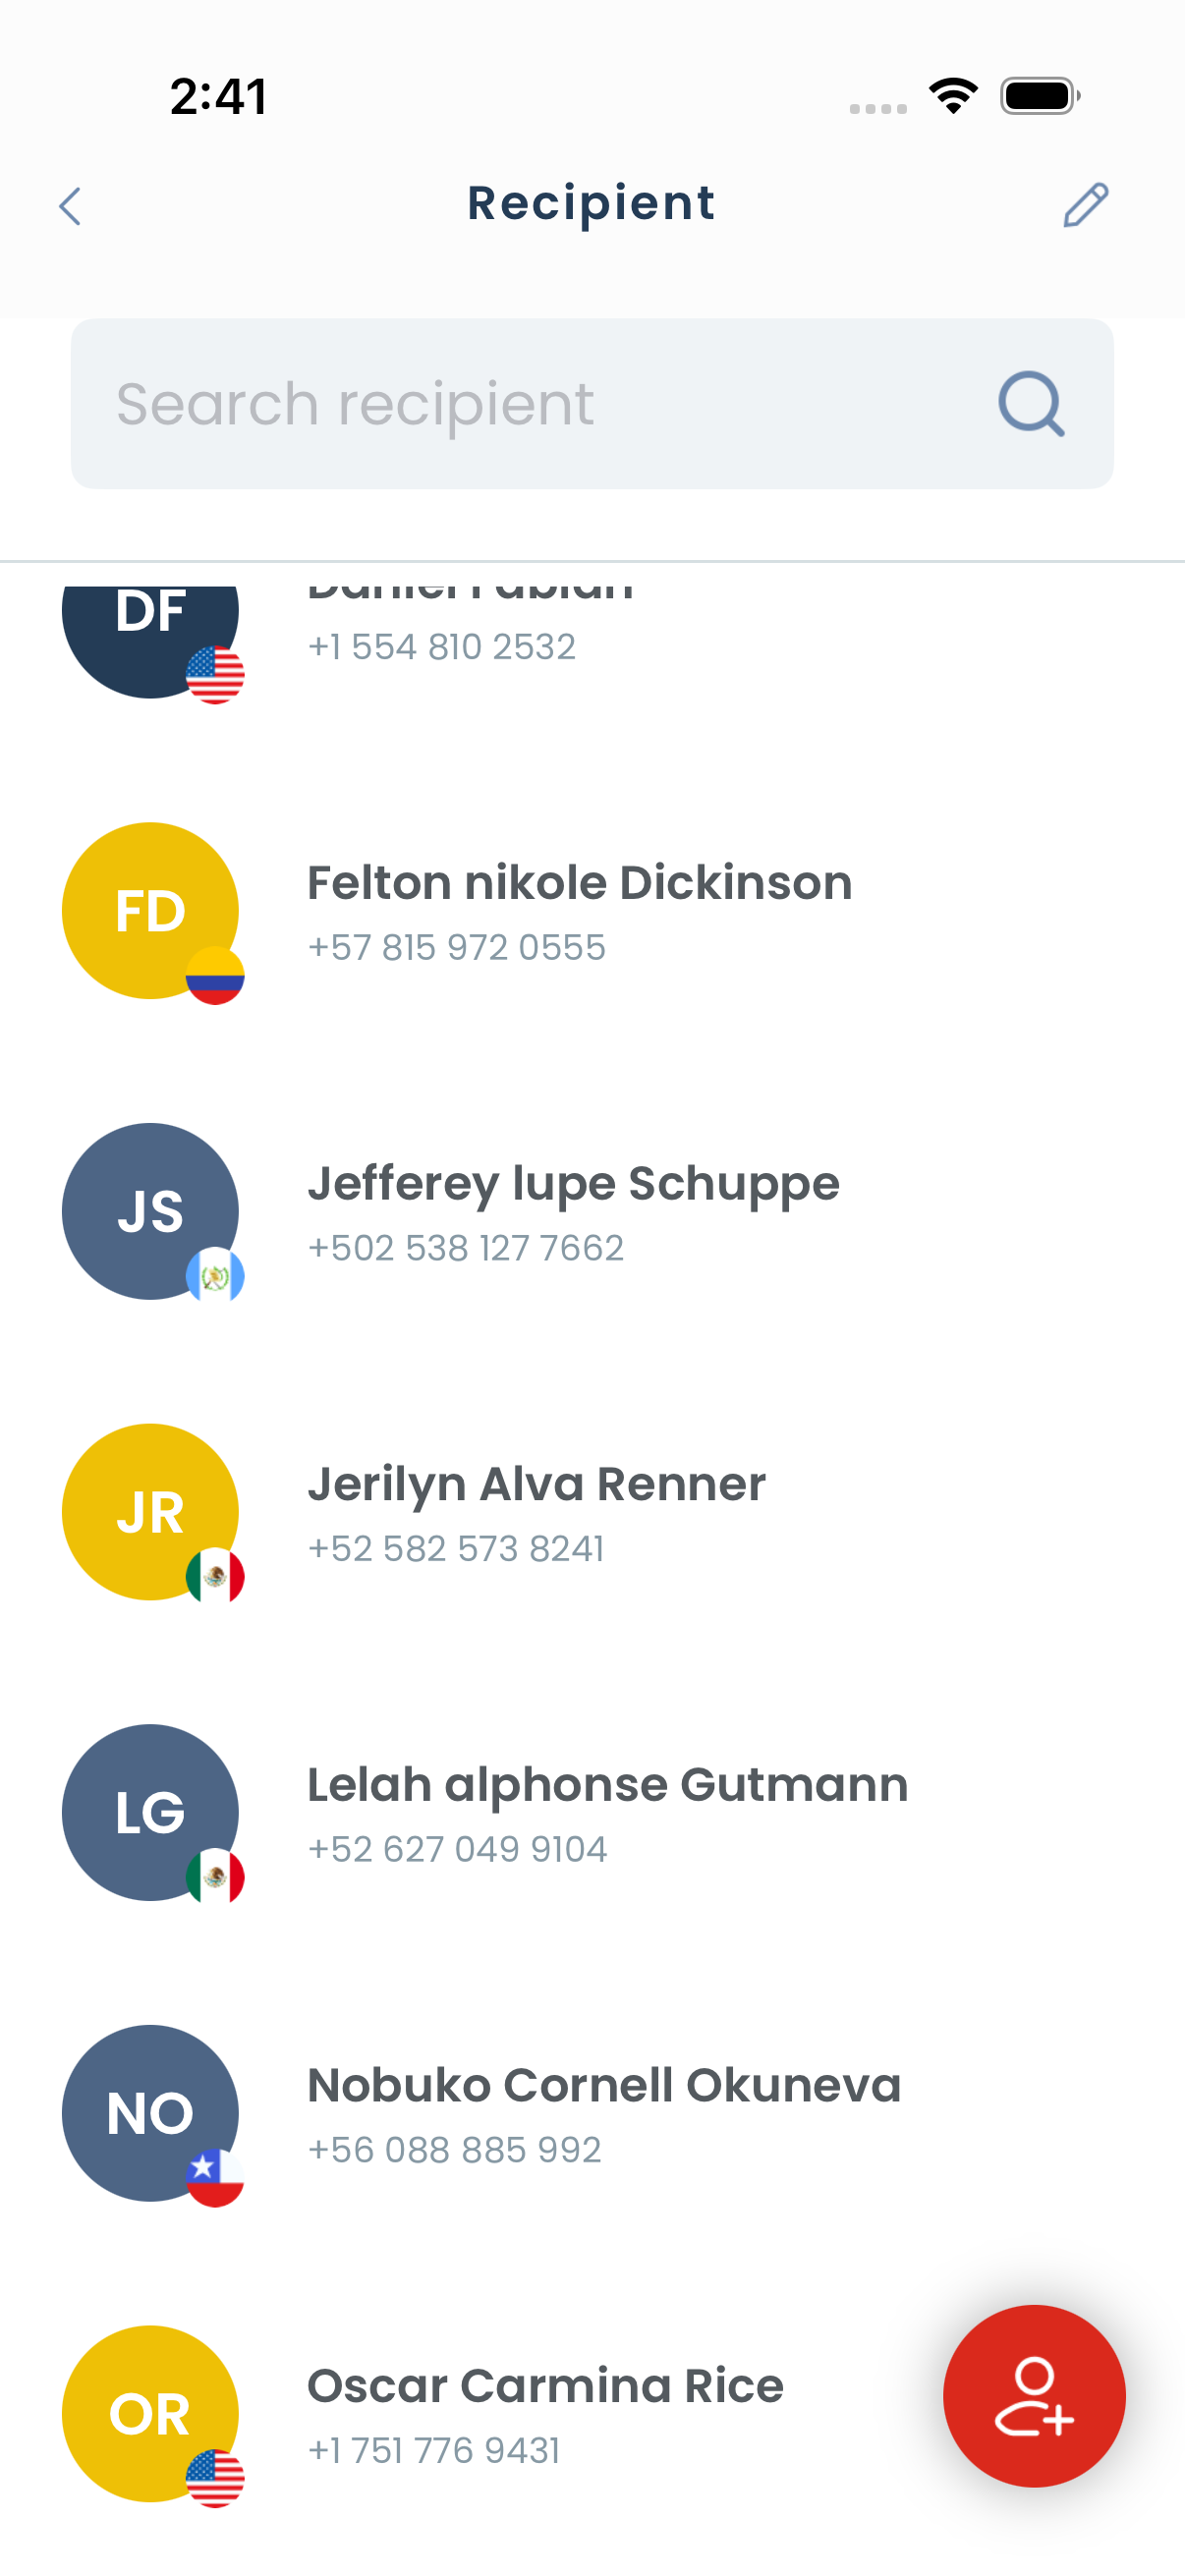 2:41
Recipient
Search recipient
DF
Daniel Fabian
+1 554 810 2532
FD
Felton nikole Dickinson
+57 815 972 0555
JS
Jefferey lupe Schuppe
+502 538 127 7662
JR
Jerilyn Alva Renner
+52 582 573 8241
LG
Lelah alphonse Gutmann
+52 627 049 9104
NO
Nobuko Cornell Okuneva
+56 088 885 992
OR
Oscar Carmina Rice
+1 751 776 9431